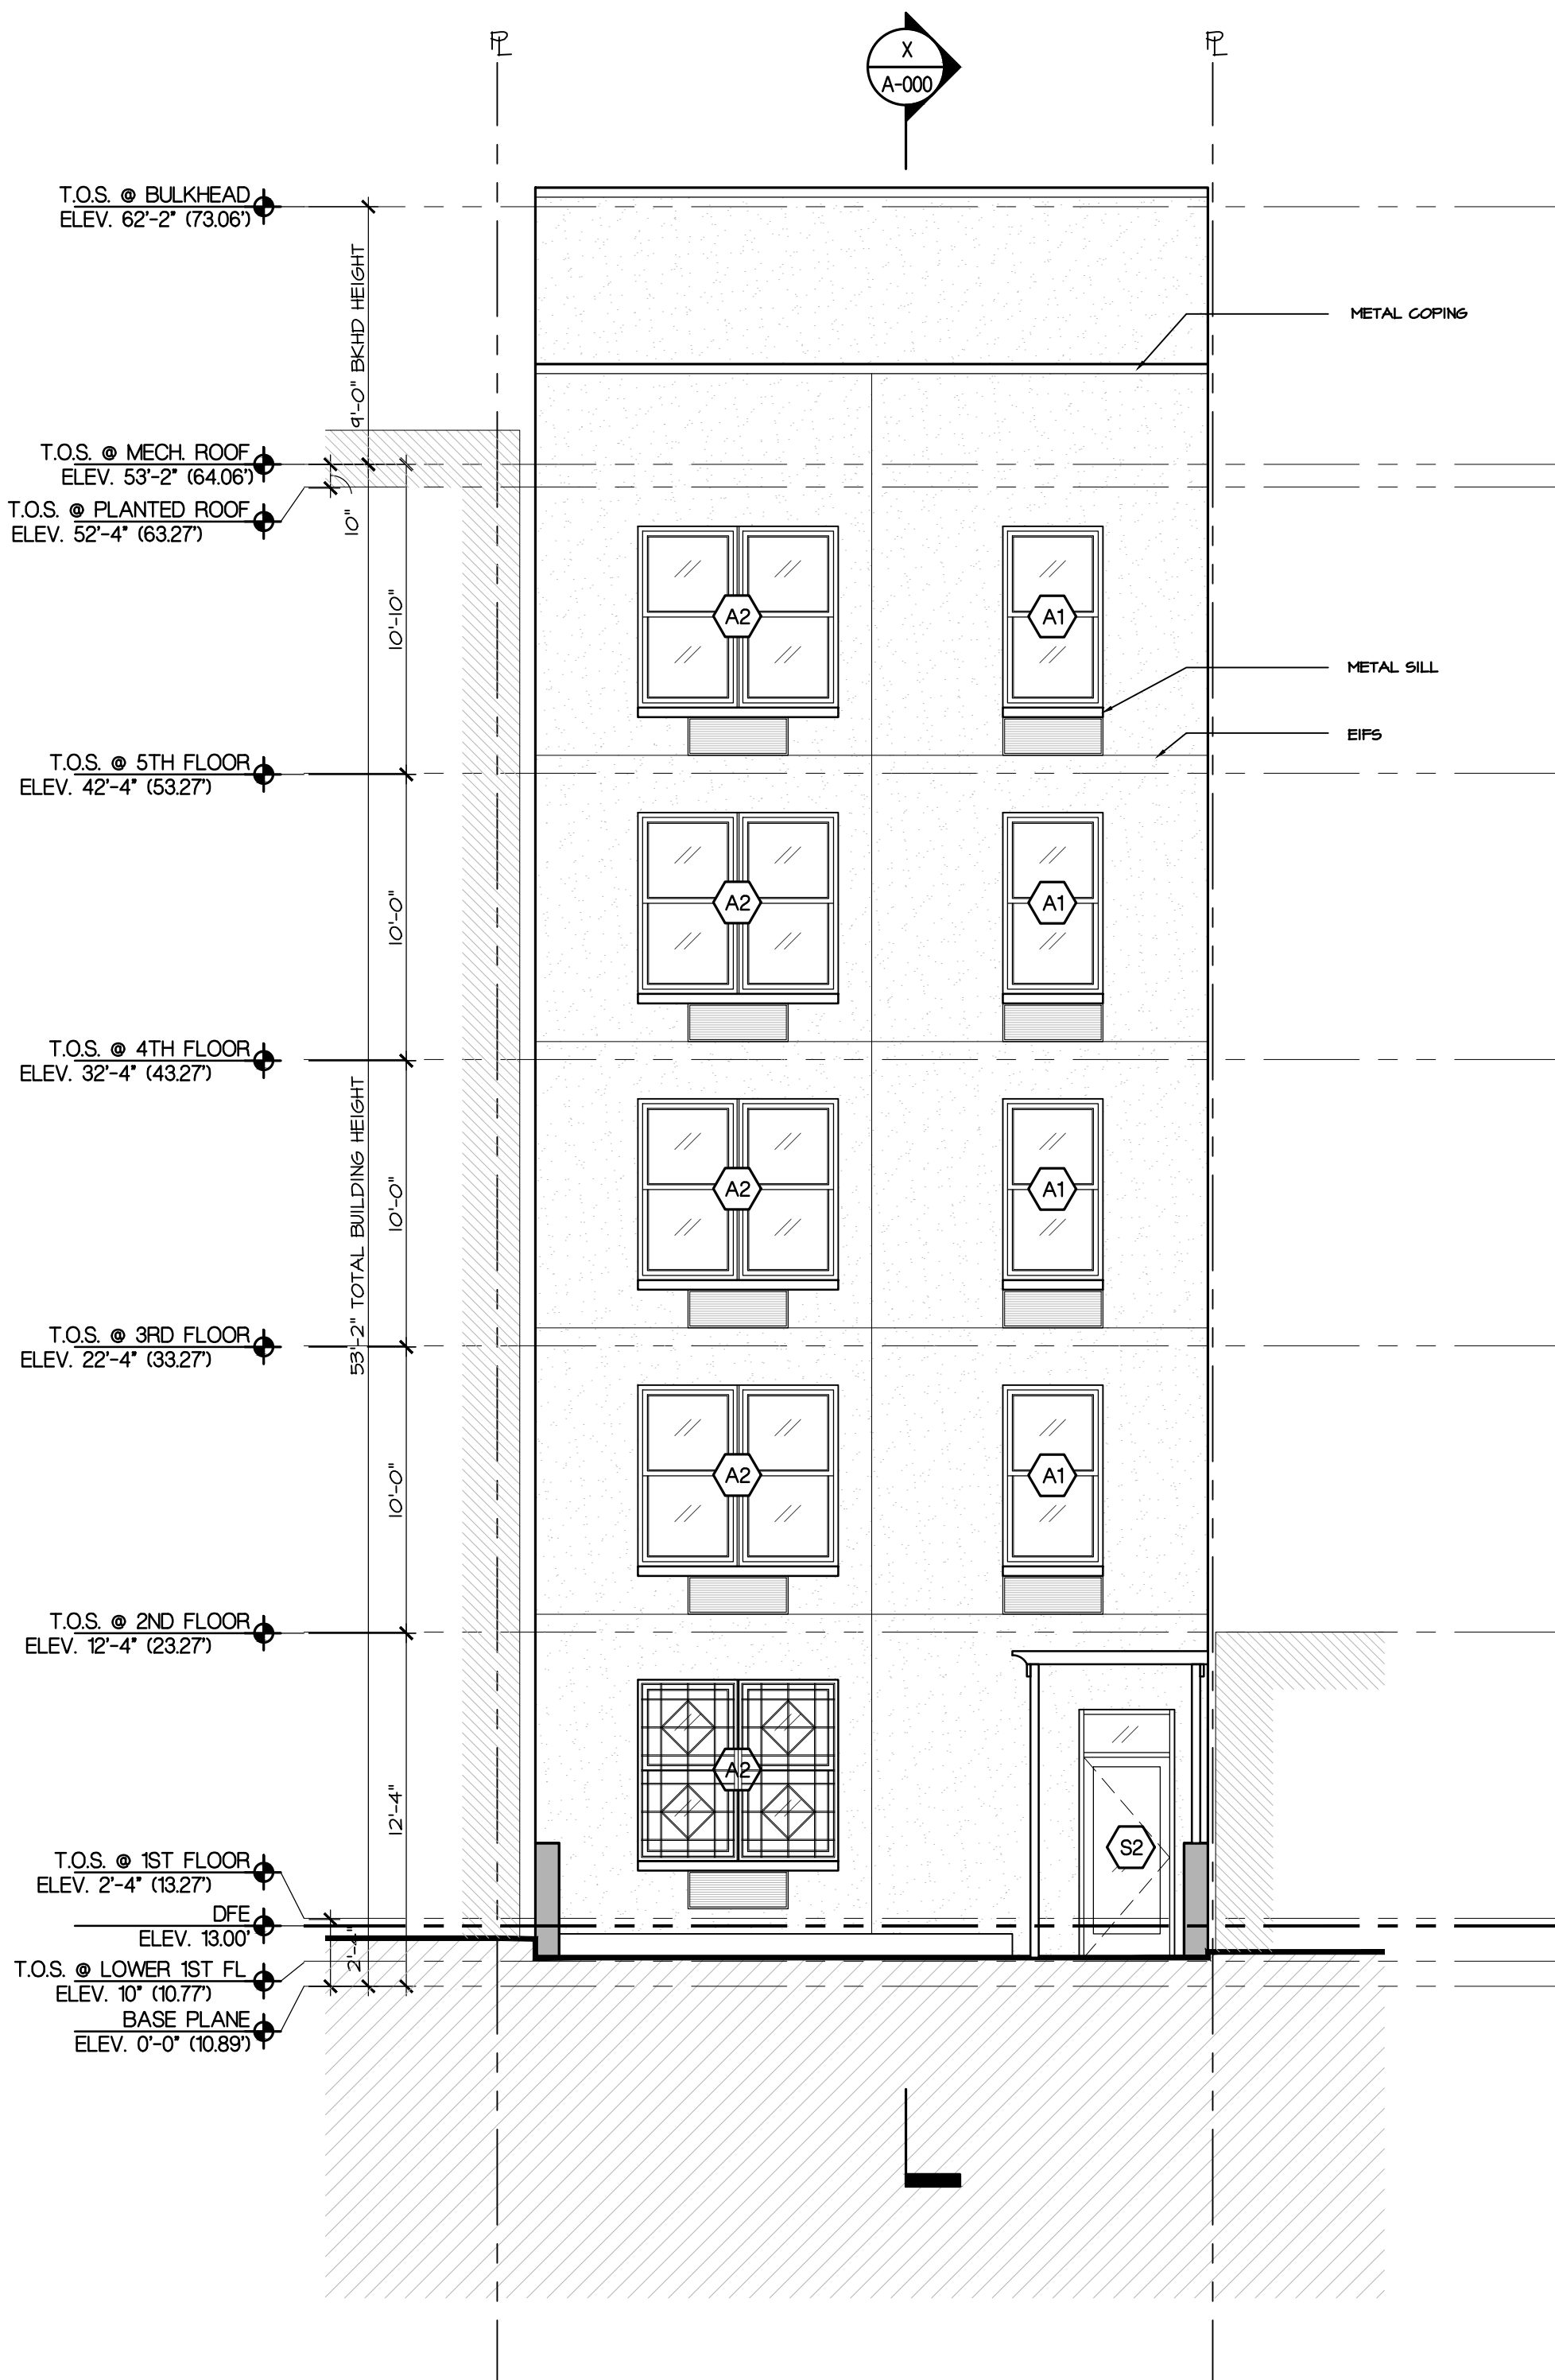 PL
PL
X
A-000
T.O.S. @ BULKHEAD
ELEV. 62'-2" (73.06')
9'-0" BKHD HEIGHT
METAL COPING
T.O.S. @ MECH. ROOF
ELEV. 53'-2" (64.06')
T.O.S. @ PLANTED ROOF
ELEV. 52'-4" (63.27')
10"
10'-10"
A2
A1
METAL SILL
EIFS
T.O.S. @ 5TH FLOOR
ELEV. 42'-4" (53.27')
10'-0"
A2
A1
T.O.S. @ 4TH FLOOR
ELEV. 32'-4" (43.27')
53'-2" TOTAL BUILDING HEIGHT
10'-0"
A2
A1
T.O.S. @ 3RD FLOOR
ELEV. 22'-4" (33.27')
10'-0"
A2
A1
T.O.S. @ 2ND FLOOR
ELEV. 12'-4" (23.27')
12'-4"
A2
S2
T.O.S. @ 1ST FLOOR
ELEV. 2'-4" (13.27')
DFE
ELEV. 13.00'
2'-4"
T.O.S. @ LOWER 1ST FL
ELEV. 10" (10.77')
BASE PLANE
ELEV. 0'-0" (10.89')